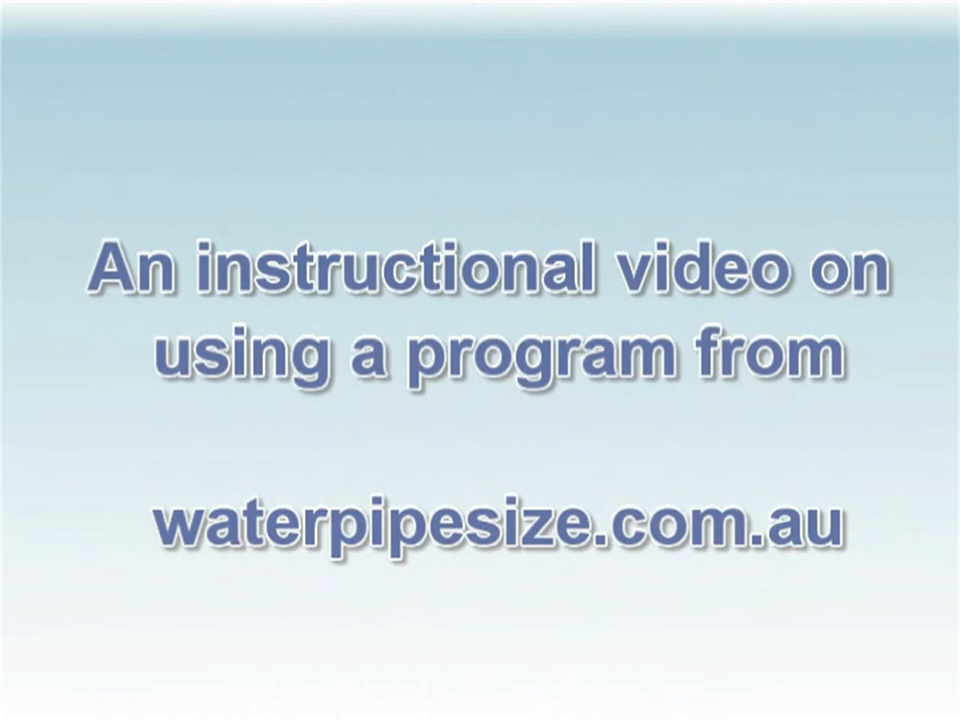 An instructional video on
using a program from
waterpipesize.com.au